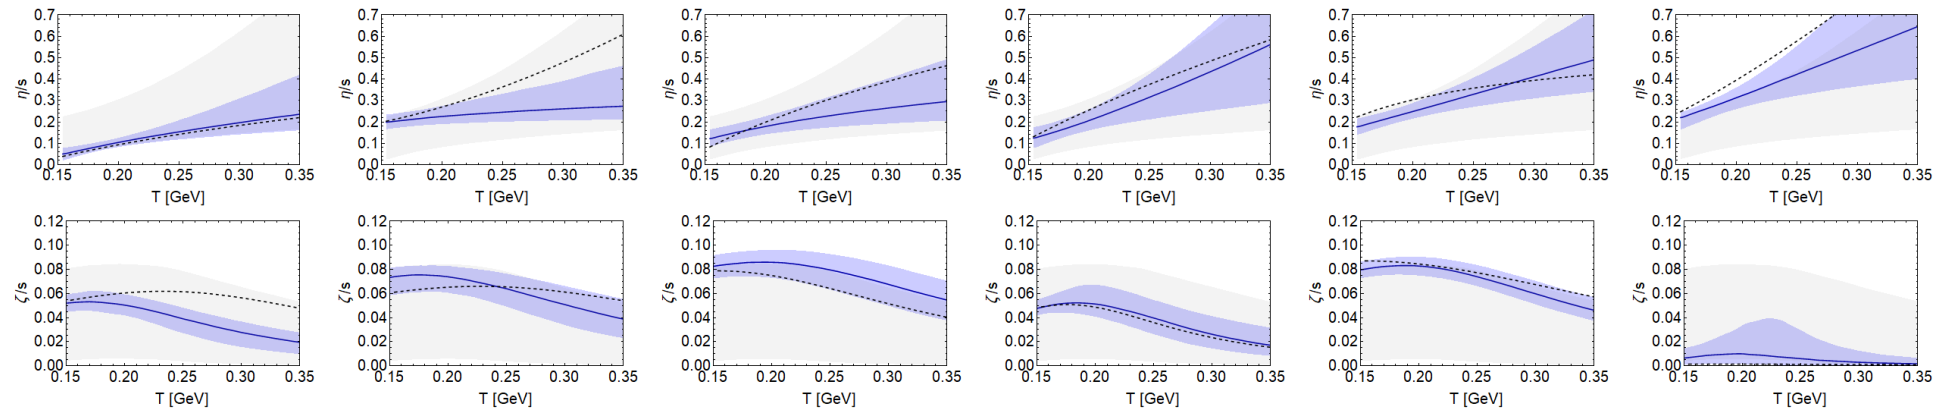 0.7 0.7 0.7 0.7 0.7 0.7
0.6 0.6 0.6 0.6 0.6 0.6
0.5 0.5 0.5 0.5 0.5 0.5
η/s 0.4 η/s 0.4 η/s 0.4 η/s 0.4 η/s 0.4 η/s 0.4
0.3 0.3 0.3 0.3 0.3 0.3
0.2 0.2 0.2 0.2 0.2 0.2
0.1 0.1 0.1 0.1 0.1 0.1
0.0 0.0 0.0 0.0 0.0 0.0
0.15 0.20 0.25 0.30 0.35 0.15 0.20 0.25 0.30 0.35 0.15 0.20 0.25 0.30 0.35 0.15 0.20 0.25 0.30 0.35 0.15 0.20 0.25 0.30 0.35 0.15 0.20 0.25 0.30 0.35
T [GeV] T [GeV] T [GeV] T [GeV] T [GeV] T [GeV]
0.12 0.12 0.12 0.12 0.12 0.12
0.10 0.10 0.10 0.10 0.10 0.10
0.08 0.08 0.08 0.08 0.08 0.08
ζ/s 0.06 ζ/s 0.06 ζ/s 0.06 ζ/s 0.06 ζ/s 0.06 ζ/s 0.06
0.04 0.04 0.04 0.04 0.04 0.04
0.02 0.02 0.02 0.02 0.02 0.02
0.00 0.00 0.00 0.00 0.00 0.00
0.15 0.20 0.25 0.30 0.35 0.15 0.20 0.25 0.30 0.35 0.15 0.20 0.25 0.30 0.35 0.15 0.20 0.25 0.30 0.35 0.15 0.20 0.25 0.30 0.35 0.15 0.20 0.25 0.30 0.35
T [GeV] T [GeV] T [GeV] T [GeV] T [GeV] T [GeV]